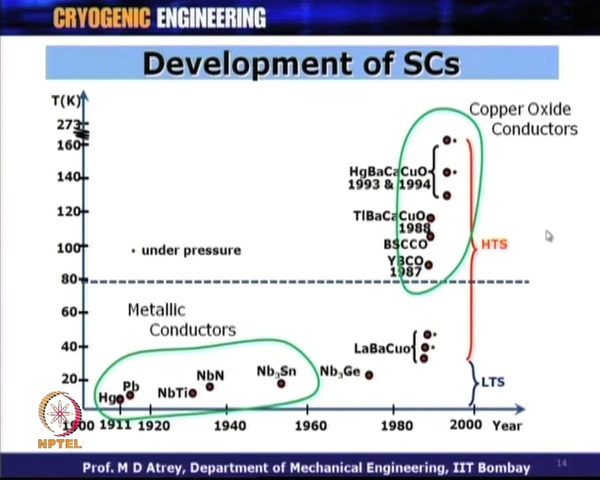 CRYOGENIC ENGINEERING
Development of SCs
T(K)
273
160
140
120
100
80
60
40
20
Copper Oxide
Conductors
HgBaCaCuO
1993 & 1994
TlBaCaCuO
1988
BSCCO
YBCO
1987
HTS
• under pressure
Metallic
Conductors
LaBaCuo
Hg
Pb
NbTi
NbN
Nb₃Sn
Nb₃Ge
LTS
1900 1911 1920 1940 1960 1980 2000 Year
NPTEL
Prof. M D Atrey, Department of Mechanical Engineering, IIT Bombay
14